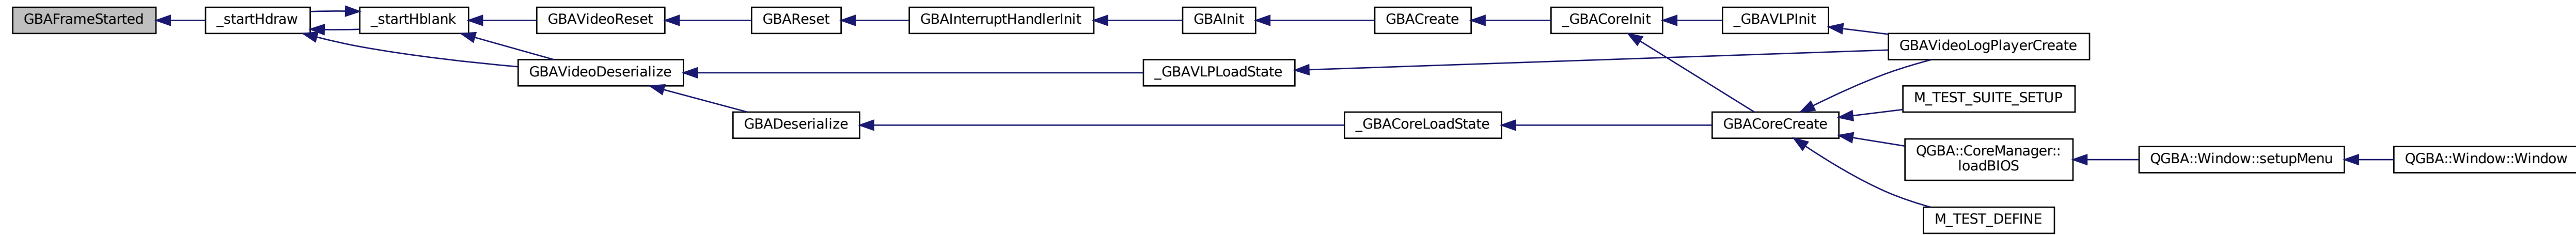 GBAFrameStarted
_startHdraw
_startHblank
GBAVideoReset
GBAReset
GBAInterruptHandlerInit
GBAInit
GBACreate
_GBACoreInit
_GBAVLPInit
GBAVideoLogPlayerCreate
GBAVideoDeserialize
_GBAVLPLoadState
M_TEST_SUITE_SETUP
GBADeserialize
_GBACoreLoadState
GBACoreCreate
QGBA::CoreManager::
loadBIOS
QGBA::Window::setupMenu
QGBA::Window::Window
M_TEST_DEFINE